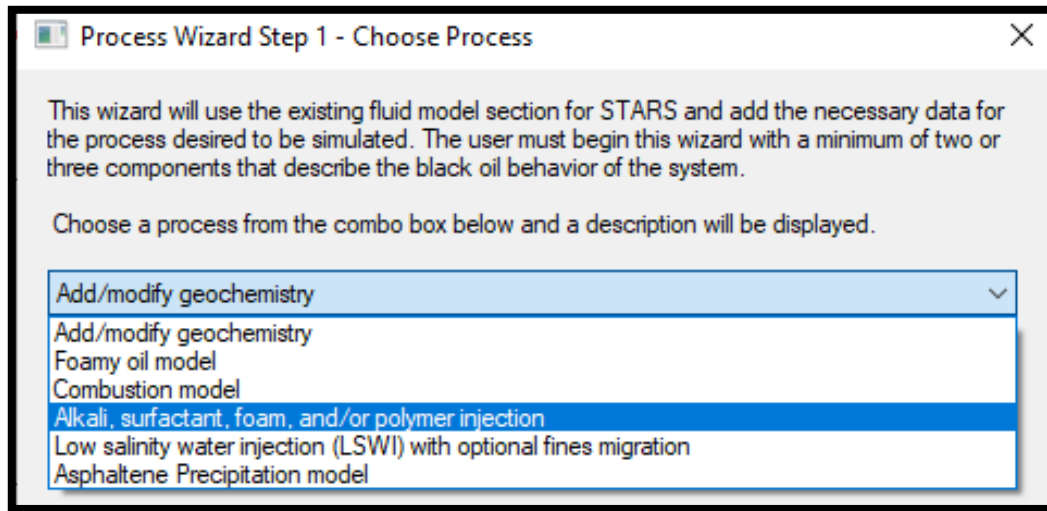 Process Wizard Step 1 - Choose Process
This wizard will use the existing fluid model section for STARS and add the necessary data for
the process desired to be simulated. The user must begin this wizard with a minimum of two or
three components that describe the black oil behavior of the system.
Choose a process from the combo box below and a description will be displayed.
Add/modify geochemistry
Add/modify geochemistry
Foamy oil model
Combustion model
Alkali, surfactant, foam, and/or polymer injection
Low salinity water injection (LSWI) with optional fines migration
Asphaltene Precipitation model